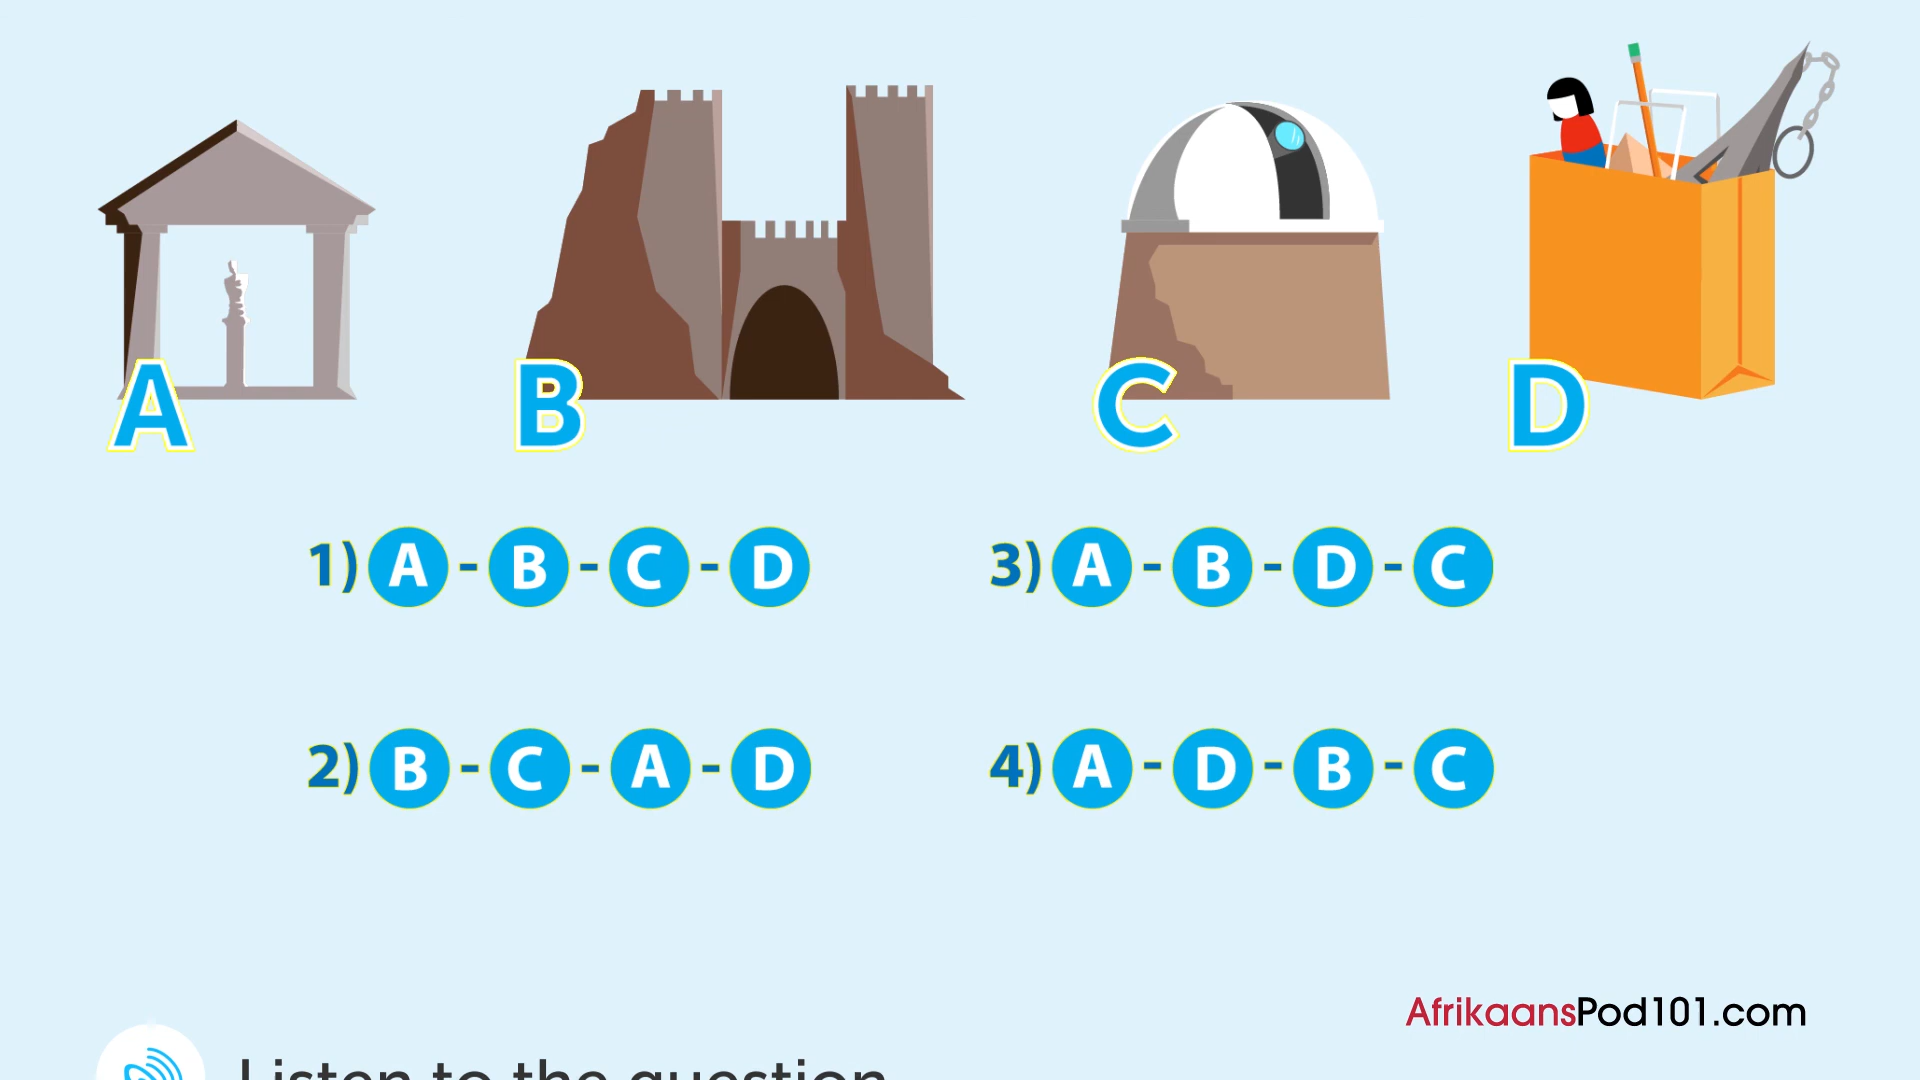 A B C D
1) A - B - C - D
3) A - B - D - C
2) B - C - A - D
4) A - D - B - C
AfrikaansPod101.com
Listen to the question